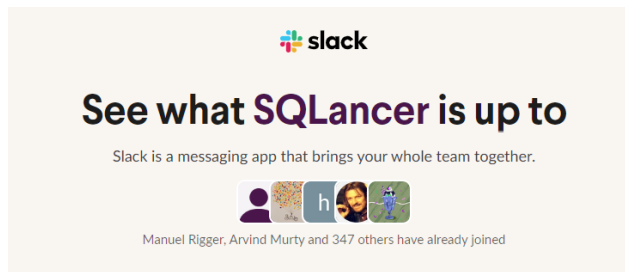 slack
See what SQLancer is up to
Slack is a messaging app that brings your whole team together.
h
Manuel Rigger, Arvind Murty and 347 others have already joined